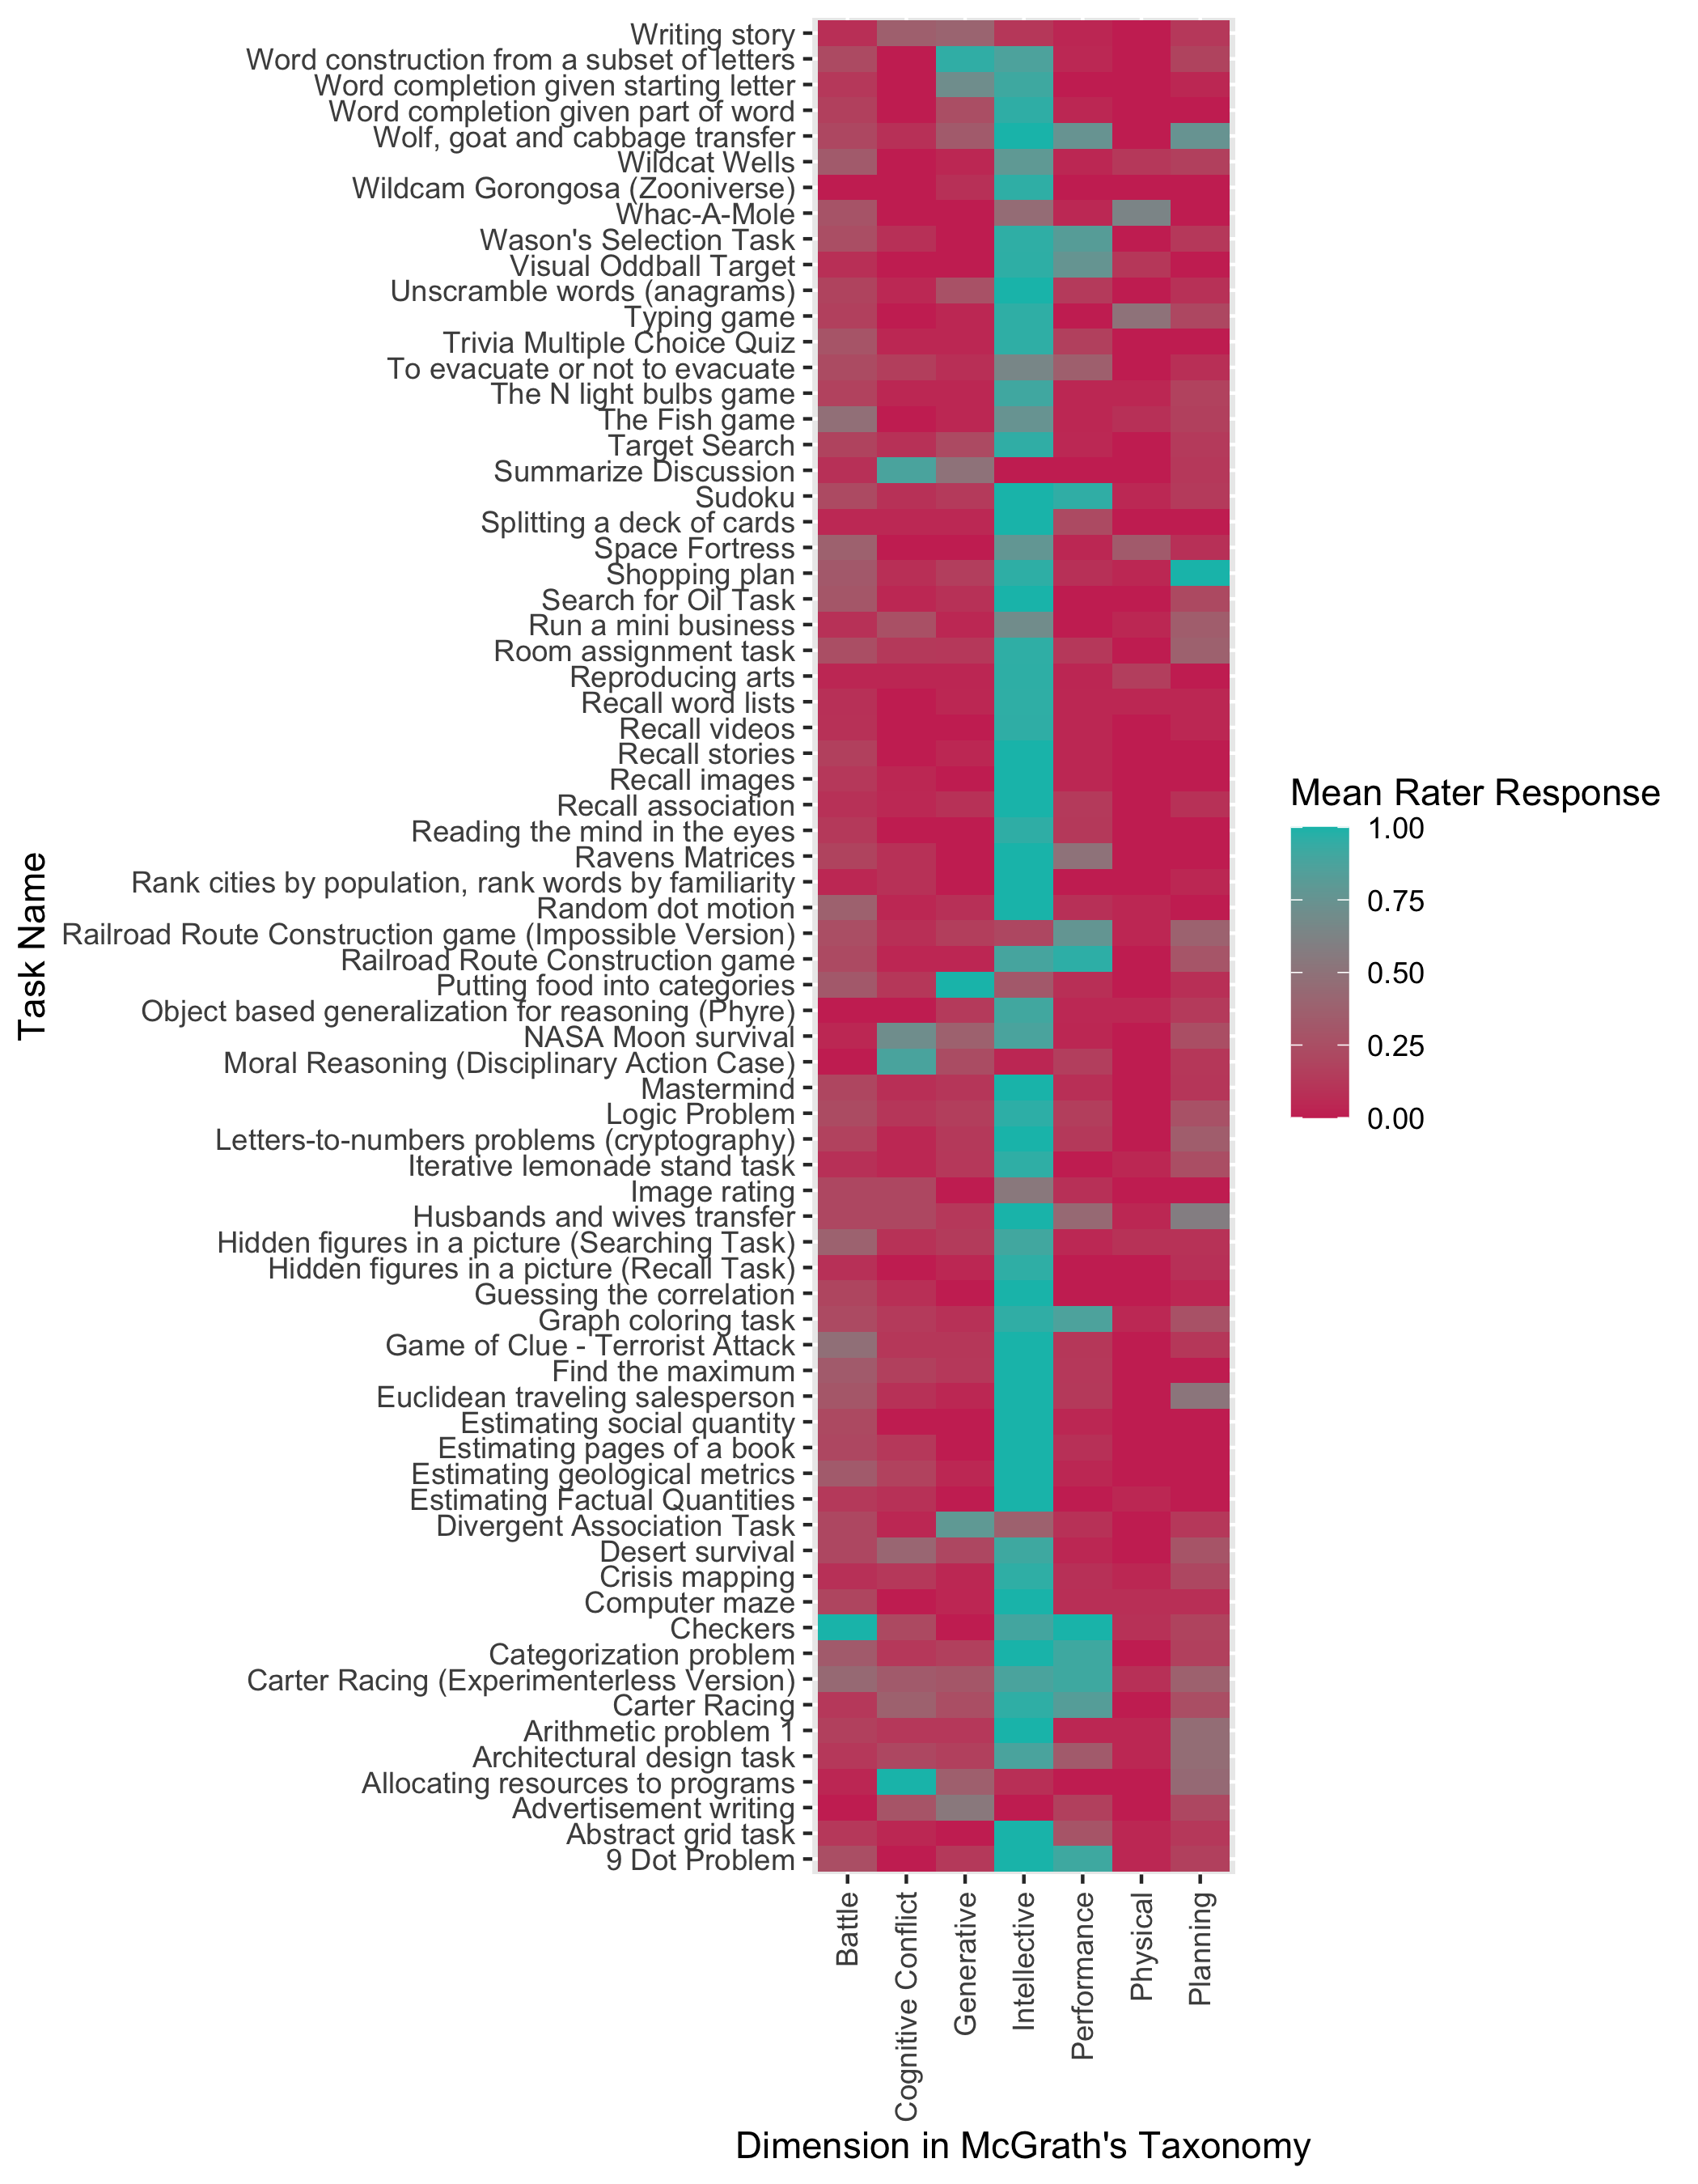 Task Name
Writing story
Word construction from a subset of letters
Word completion given starting letter
Word completion given part of word
Wolf, goat and cabbage transfer
Wildcat Wells
Wildcam Gorongosa (Zooniverse)
Whac-A-Mole
Wason's Selection Task
Visual Oddball Target
Unscramble words (anagrams)
Typing game
Trivia Multiple Choice Quiz
To evacuate or not to evacuate
The N light bulbs game
The Fish game
Target Search
Summarize Discussion
Sudoku
Splitting a deck of cards
Space Fortress
Shopping plan
Search for Oil Task
Run a mini business
Room assignment task
Reproducing arts
Recall word lists
Recall videos
Recall stories
Recall images
Recall association
Reading the mind in the eyes
Ravens Matrices
Rank cities by population, rank words by familiarity
Random dot motion
Railroad Route Construction game (Impossible Version)
Railroad Route Construction game
Putting food into categories
Object based generalization for reasoning (Phyre)
NASA Moon survival
Moral Reasoning (Disciplinary Action Case)
Mastermind
Logic Problem
Letters-to-numbers problems (cryptography)
Iterative lemonade stand task
Image rating
Husbands and wives transfer
Hidden figures in a picture (Searching Task)
Hidden figures in a picture (Recall Task)
Guessing the correlation
Graph coloring task
Game of Clue - Terrorist Attack
Find the maximum
Euclidean traveling salesperson
Estimating social quantity
Estimating pages of a book
Estimating geological metrics
Estimating Factual Quantities
Divergent Association Task
Desert survival
Crisis mapping
Computer maze
Checkers
Categorization problem
Carter Racing (Experimenterless Version)
Carter Racing
Arithmetic problem 1
Architectural design task
Allocating resources to programs
Advertisement writing
Abstract grid task
9 Dot Problem
Battle
Cognitive Conflict
Generative
Intellective
Performance
Physical
Planning
Dimension in McGrath's Taxonomy
Mean Rater Response
1.00
0.75
0.50
0.25
0.00